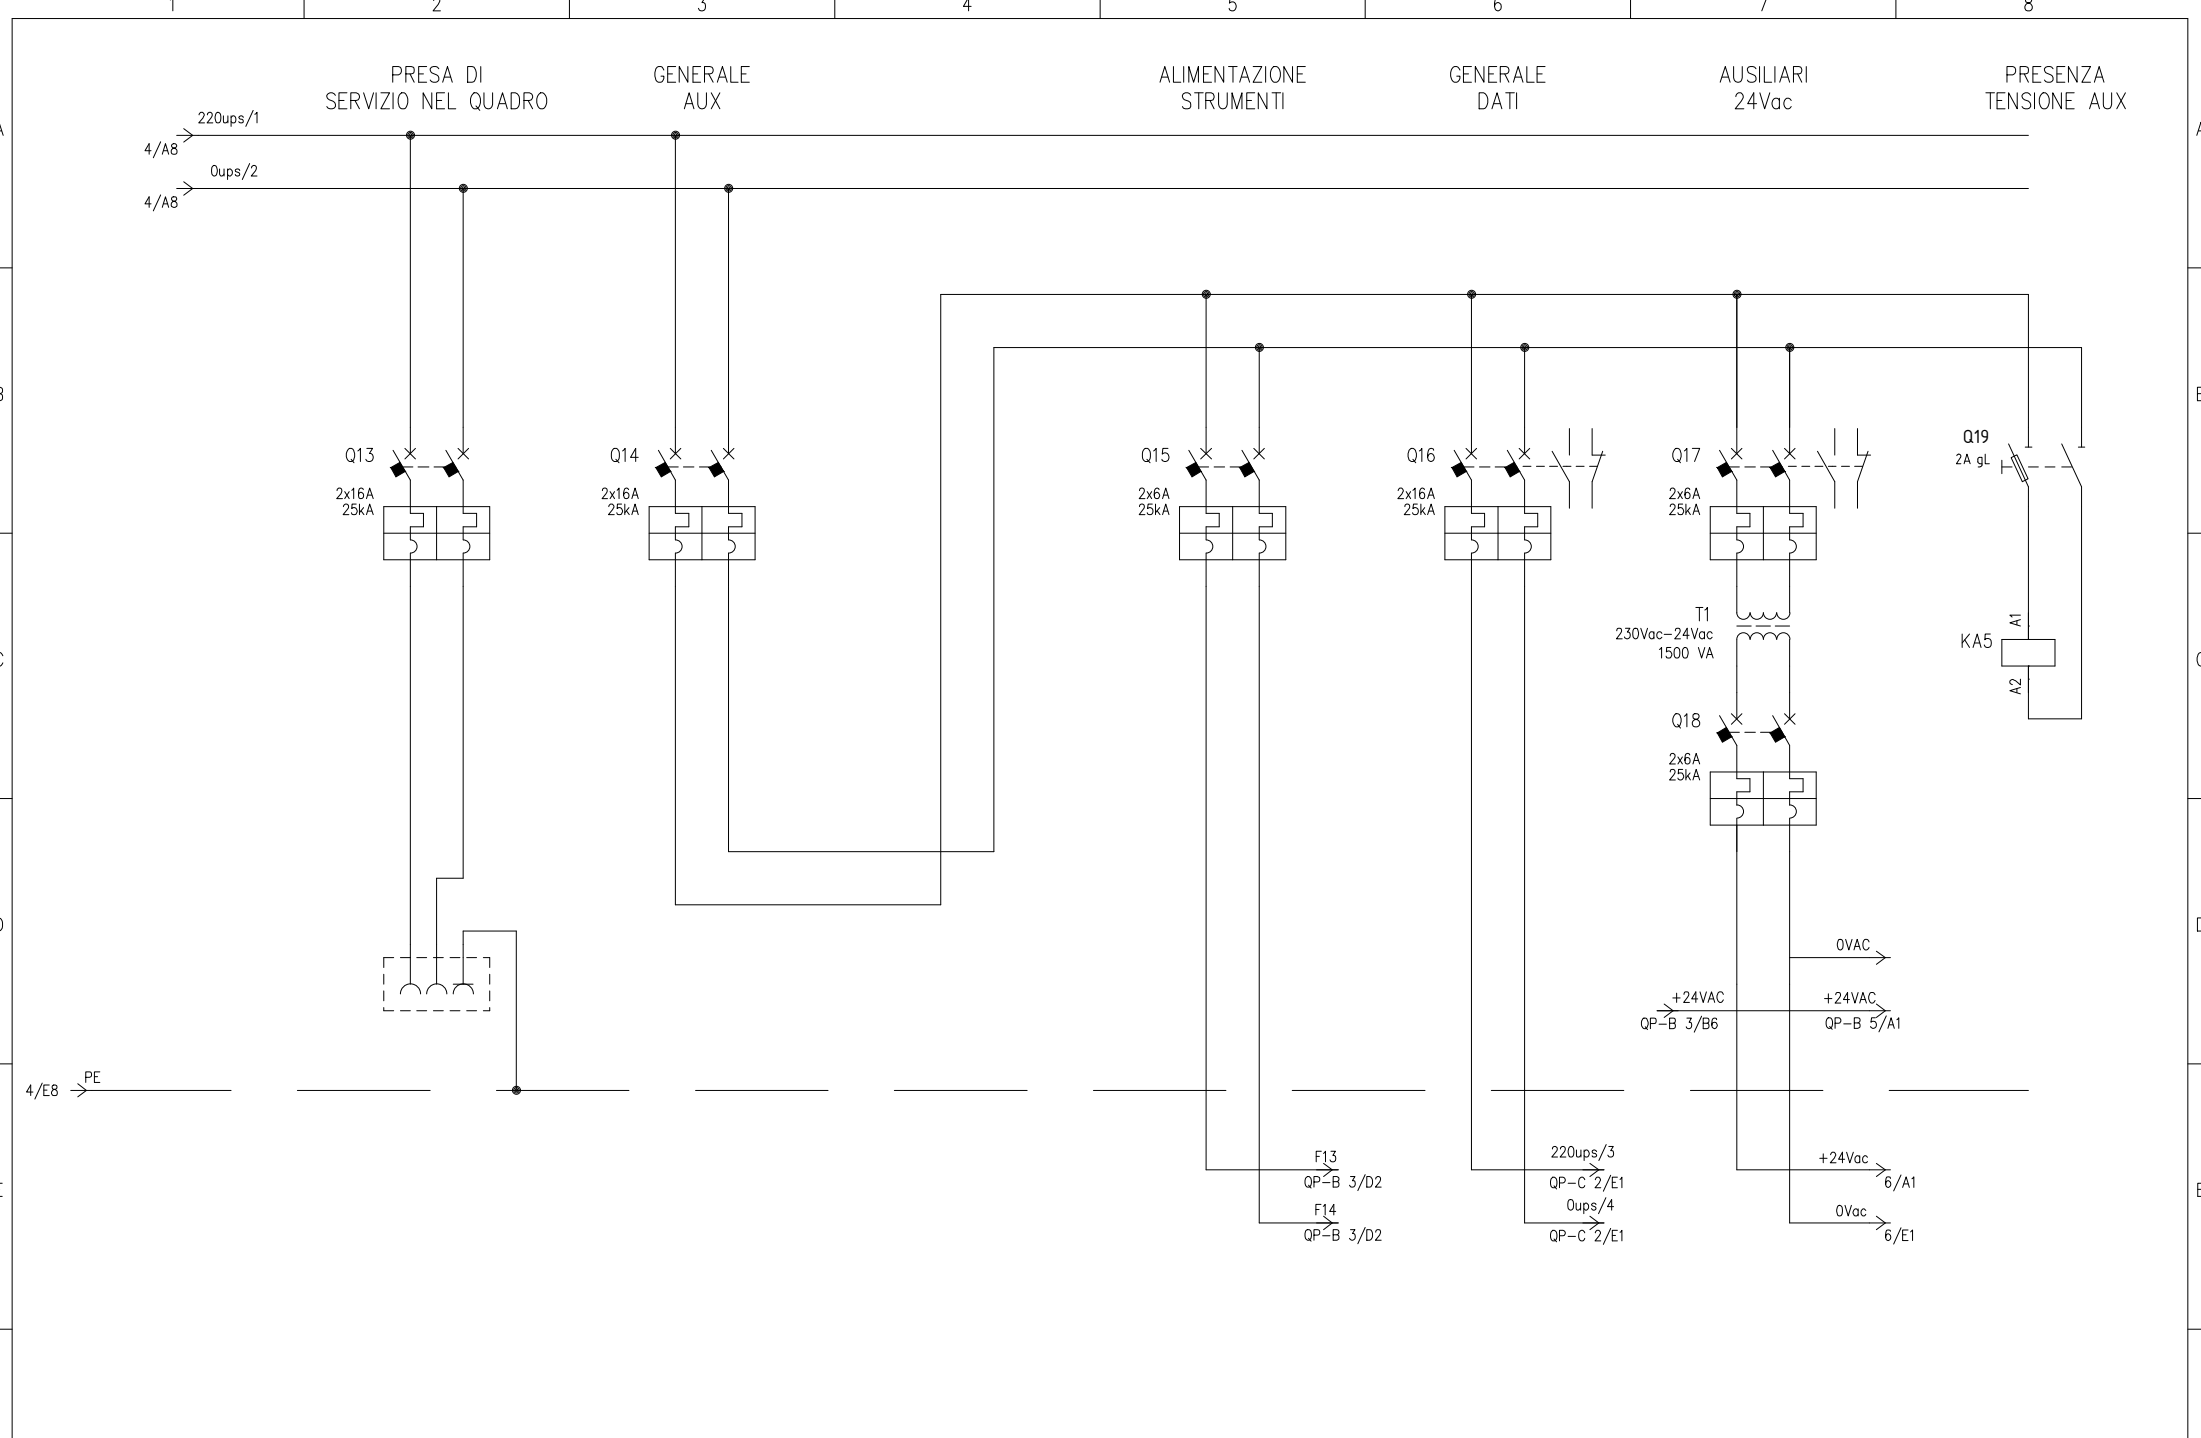 1 2 3 4 5 6 7 8
PRESA DI
SERVIZIO NEL QUADRO
GENERALE
AUX
ALIMENTAZIONE
STRUMENTI
GENERALE
DATI
AUSILIARI
24Vac
PRESENZA
TENSIONE AUX
220ups/1
4/A8
A
0ups/2
4/A8
Q13
2x16A
25kA
Q14
2x16A
25kA
Q15
2x6A
25kA
Q16
2x16A
25kA
Q17
2x6A
25kA
Q19
2A gL
T1
230Vac-24Vac
1500 VA
A1
KA5
A2
Q18
2x6A
25kA
0VAC
+24VAC
QP-B 3/B6
+24VAC
QP-B 5/A1
PE
4/E8
F13
QP-B 3/D2
F14
QP-B 3/D2
220ups/3
QP-C 2/E1
0ups/4
QP-C 2/E1
+24Vac
6/A1
0Vac
6/E1